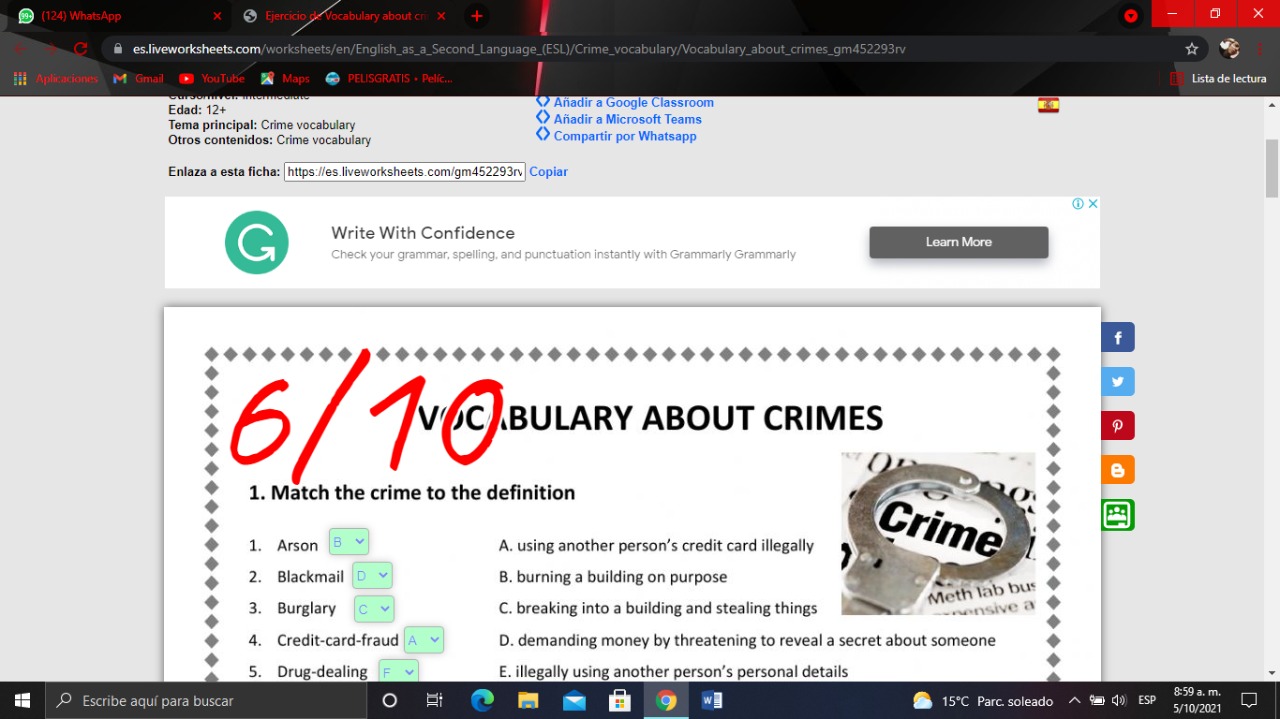 (124) WhatsApp
Ejercicio de Vocabulary about cri
es.liveworksheets.com/worksheets/en/English_as_a_Second_Language_(ESL)/Crime_vocabulary/Vocabulary_about_crimes_gm452293rv
Aplicaciones Gmail YouTube Maps PELISGRATIS • Pelíc... Lista de lectura
Curso/nivel: Intermediate
Edad: 12+
Tema principal: Crime vocabulary
Otros contenidos: Crime vocabulary
Añadir a Google Classroom
Añadir a Microsoft Teams
Compartir por Whatsapp
Enlaza a esta ficha: https://es.liveworksheets.com/gm452293rv Copiar
Write With Confidence
Check your grammar, spelling, and punctuation instantly with Grammarly Grammarly
Learn More
6/10
VOCABULARY ABOUT CRIMES
1. Match the crime to the definition
Crime
Meth lab bus
1. Arson B A. using another person's credit card illegally
2. Blackmail D B. burning a building on purpose
3. Burglary C C. breaking into a building and stealing things
4. Credit-card-fraud A D. demanding money by threatening to reveal a secret about someone
5. Drug-dealing F E. illegally using another person's personal details
Escribe aquí para buscar
15°C Parc. soleado ESP
8:59 a. m.
5/10/2021